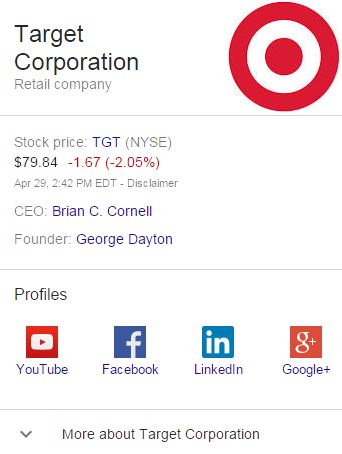 Target
Corporation
Retail company
Stock price: TGT (NYSE)
$79.84 -1.67 (-2.05%)
Apr 29, 2:42 PM EDT - Disclaimer
CEO: Brian C. Cornell
Founder: George Dayton
Profiles
YouTube Facebook LinkedIn Google+
More about Target Corporation